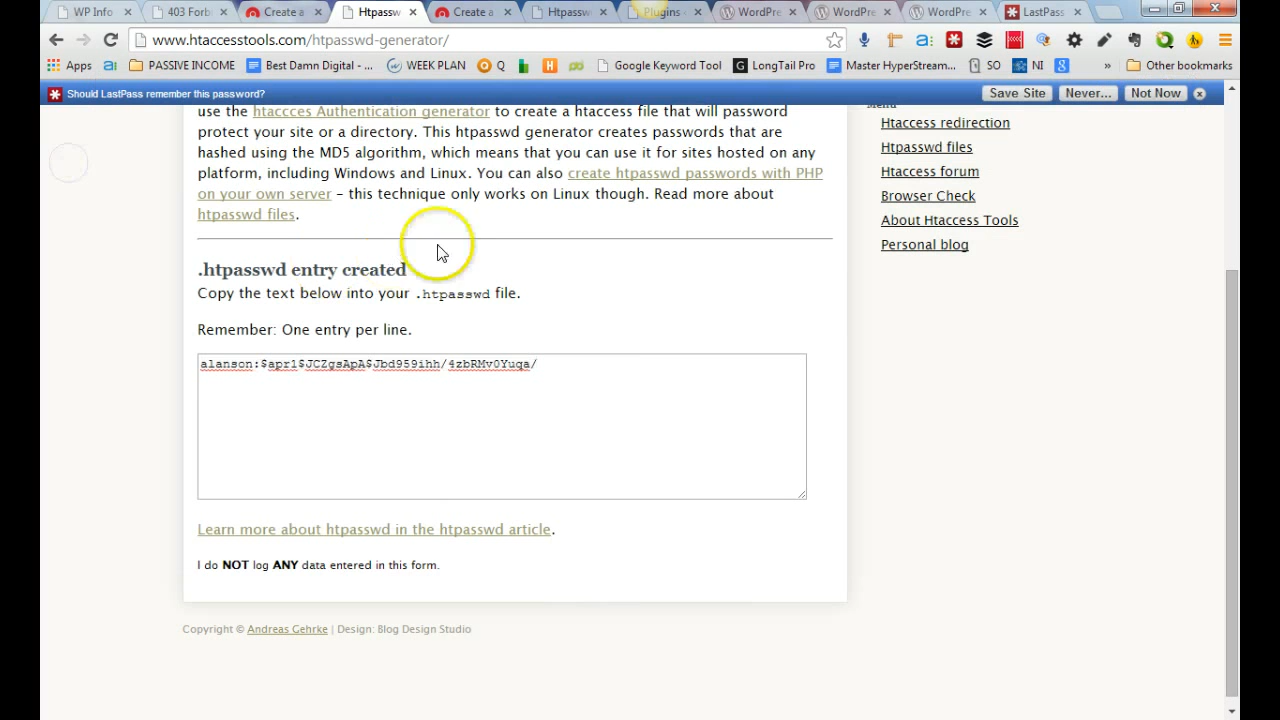 WP Info
403 Forb
Create a
Htpassw
Create a
Htpassw
Plugins
WordPre
WordPre
WordPre
LastPass
www.htaccesstools.com/htpasswd-generator/
Apps
PASSIVE INCOME
Best Damn Digital - ...
WEEK PLAN
Q
Google Keyword Tool
LongTail Pro
Master HyperStream...
SO
NI
»
Other bookmarks
Should LastPass remember this password?
Save Site
Never...
Not Now
use the htaccces Authentication generator to create a htaccess file that will password
protect your site or a directory. This htpasswd generator creates passwords that are
hashed using the MD5 algorithm, which means that you can use it for sites hosted on any
platform, including Windows and Linux. You can also create htpasswd passwords with PHP
on your own server – this technique only works on Linux though. Read more about
htpasswd files.
.htpasswd entry created
Copy the text below into your .htpasswd file.
Remember: One entry per line.
alanson:$apr1$JCZgsApA$Jbd959ihh/4zbRMv0Yuqa/
Learn more about htpasswd in the htpasswd article.
I do NOT log ANY data entered in this form.
Menu
Htaccess redirection
Htpasswd files
Htaccess forum
Browser Check
About Htaccess Tools
Personal blog
Copyright © Andreas Gehrke | Design: Blog Design Studio